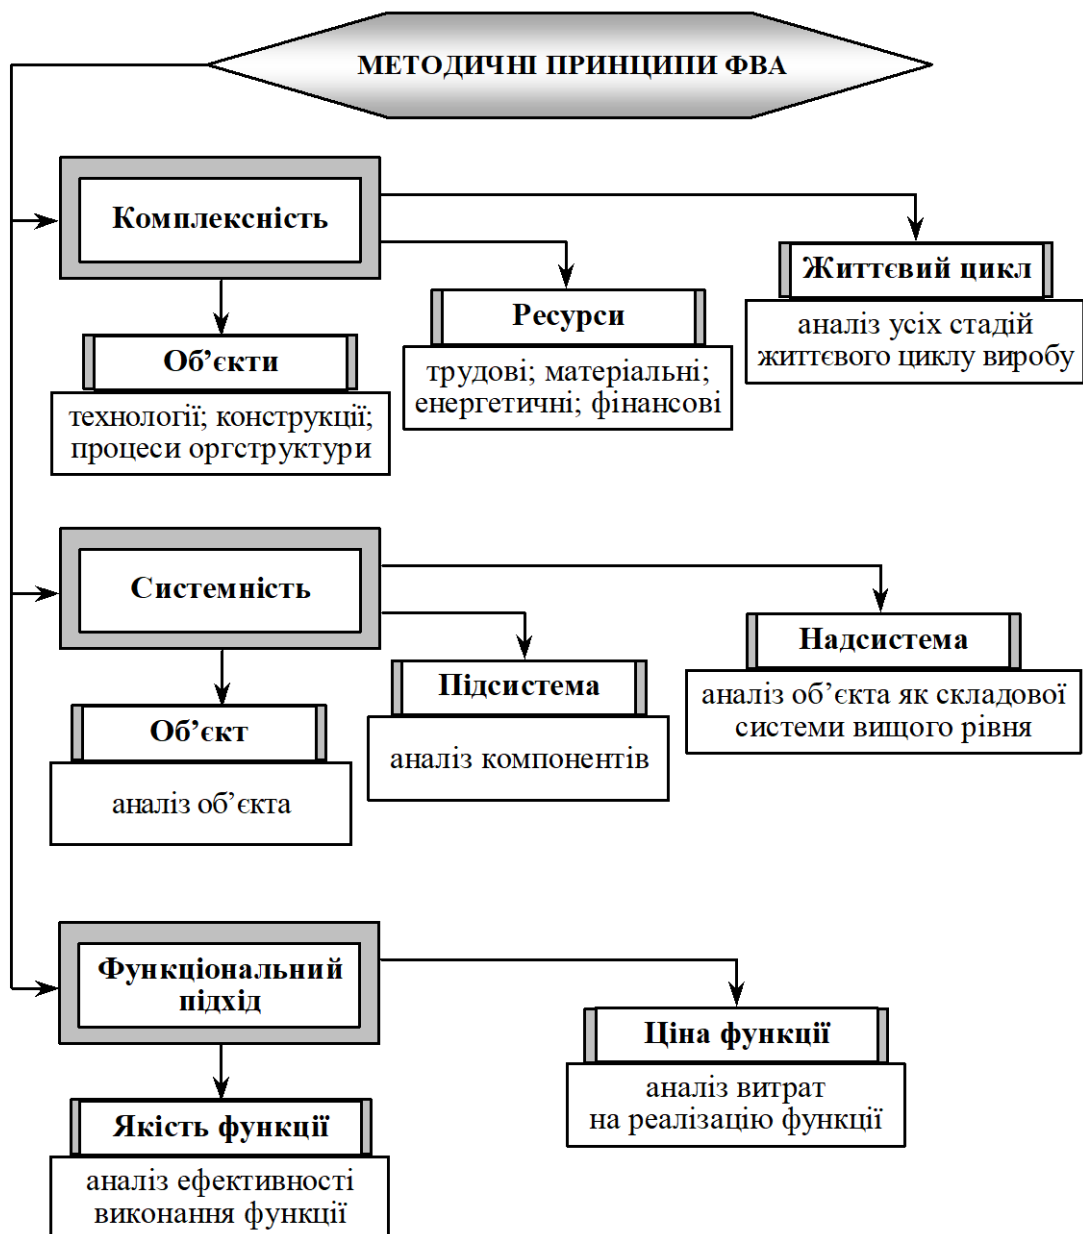 МЕТОДИЧНІ ПРИНЦИПИ ФВА
Комплексність
Об’єкти
технології; конструкції;
процеси оргструктури
Ресурси
трудові; матеріальні;
енергетичні; фінансові
Життєвий цикл
аналіз усіх стадій
життєвого циклу виробу
Системність
Об’єкт
аналіз об’єкта
Підсистема
аналіз компонентів
Надсистема
аналіз об’єкта як складової
системи вищого рівня
Функціональний
підхід
Якість функції
аналіз ефективності
виконання функції
Ціна функції
аналіз витрат
на реалізацію функції